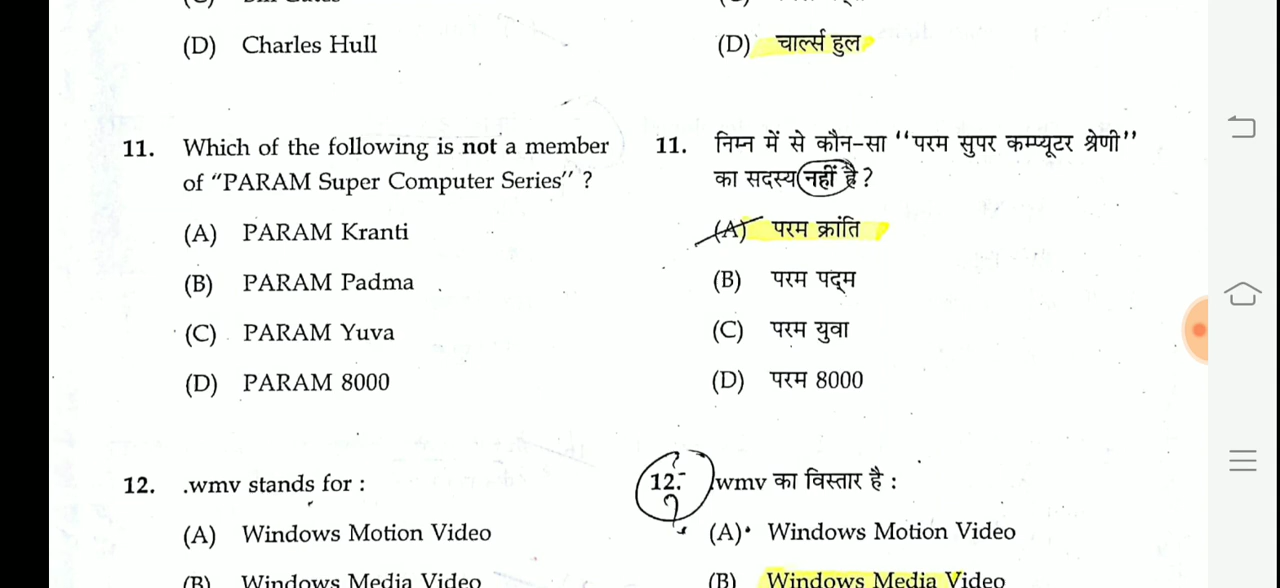 (D) Charles Hull
(D) चार्ल्स हुल
11. Which of the following is not a member
of "PARAM Super Computer Series" ?
(A) PARAM Kranti
(B) PARAM Padma
(C) PARAM Yuva
(D) PARAM 8000
11. निम्न में से कौन-सा "परम सुपर कम्प्यूटर श्रेणी"
का सदस्य नहीं है ?
(A) परम क्रांति
(B) परम पद्म
(C) परम युवा
(D) परम 8000
12. .wmv stands for :
(A) Windows Motion Video
(B) Windows Media Video
12. .wmv का विस्तार है :
(A) Windows Motion Video
(B) Windows Media Video